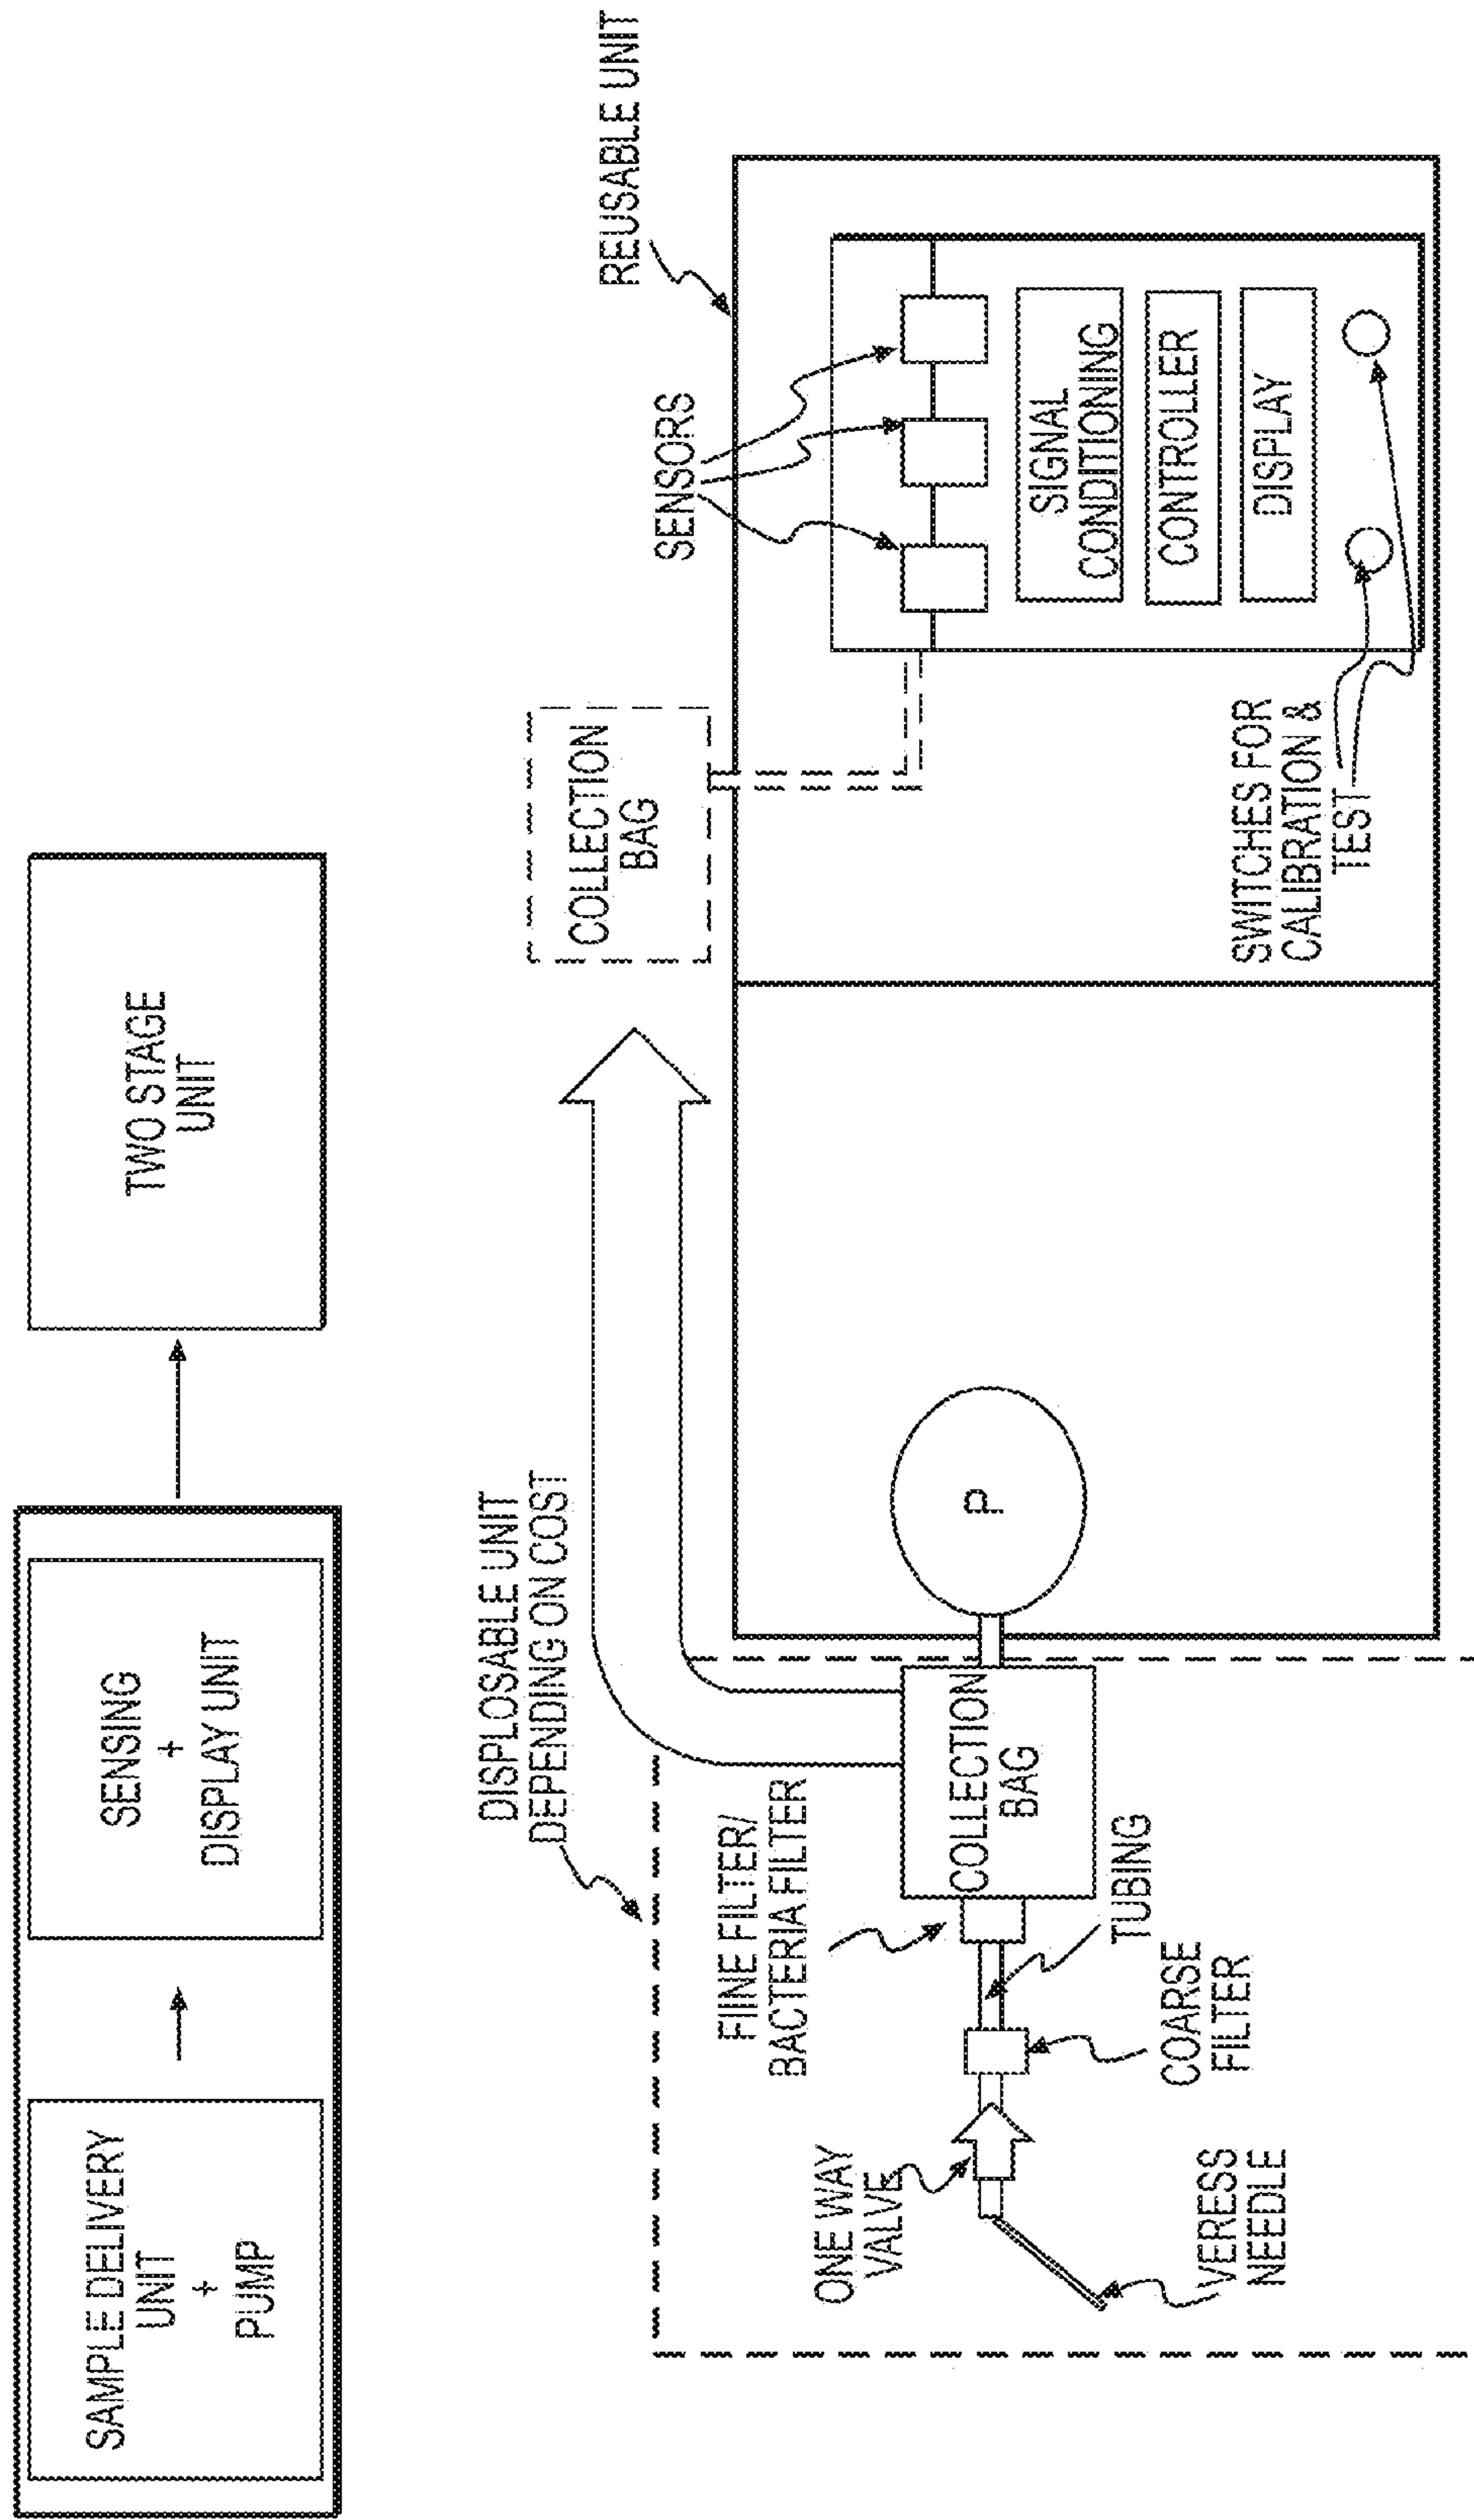 SAMPLE DELIVERY
UNIT
+
PUMP
SENSING
+
DISPLAY UNIT
TWO STAGE
UNIT
DISPLOSABLE UNIT
DEPENDING ON COST
COLLECTION
BAG
REUSABLE UNIT
SENSORS
FIINE FILTER/
BACTERIA FILTER
ONE WAY
VALVE
COLLECTION
BAG
P
SIGNAL
CONDITIONING
CONTROLLER
DISPLAY
TUBING
COARSE
FILTER
VERESS
NEEDLE
SWITCHES FOR
CALIBRATION &
TEST